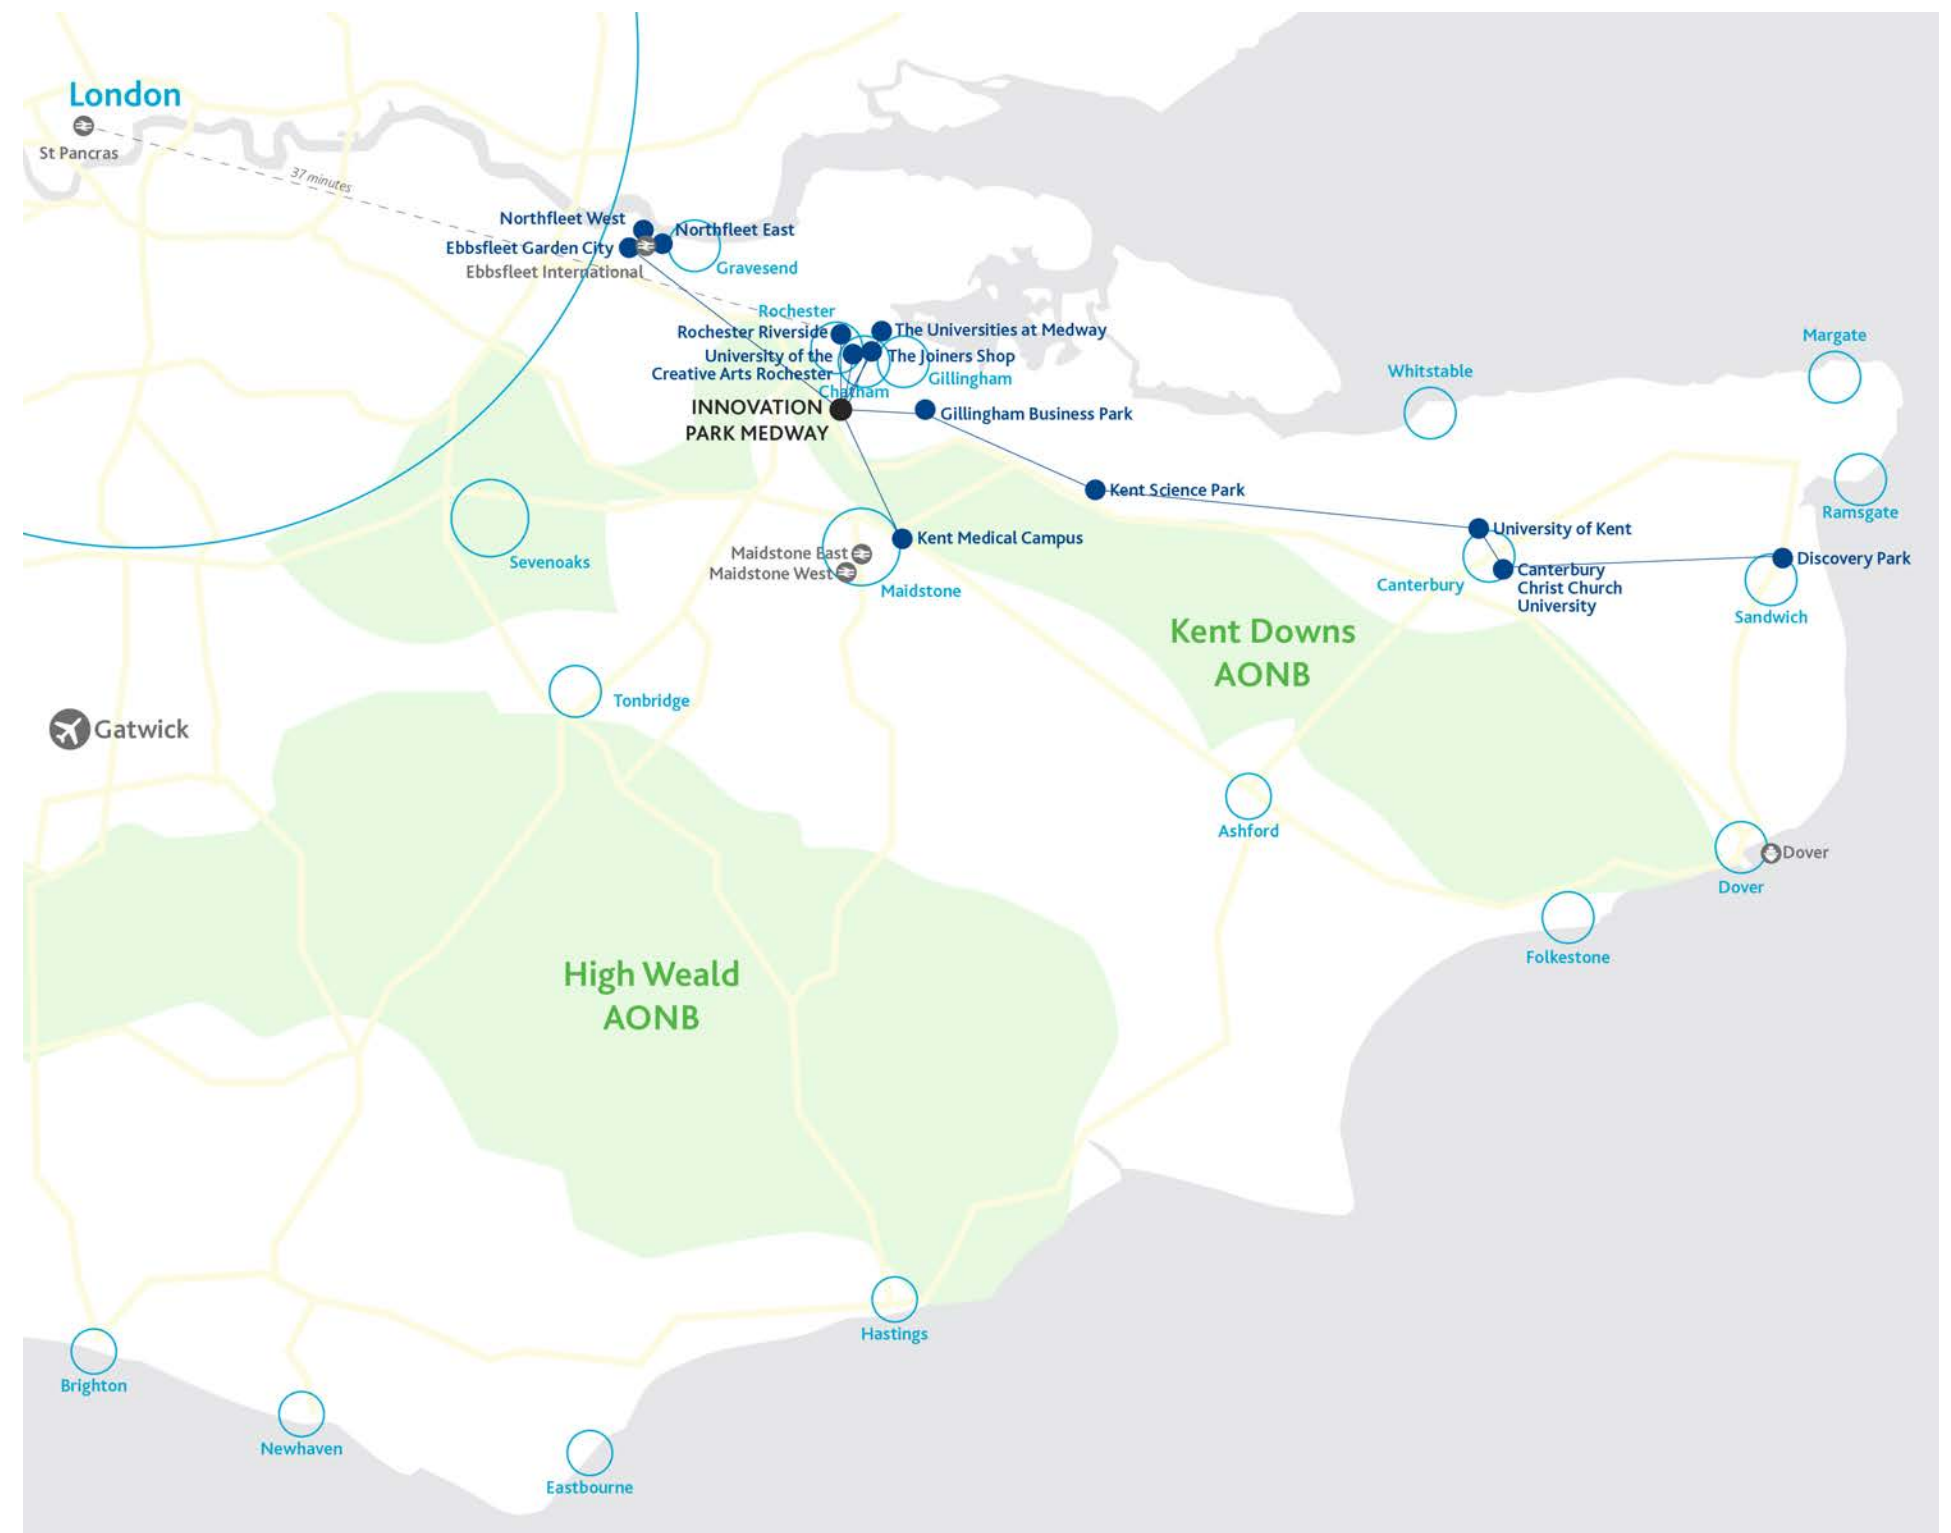 London
St Pancras
37 minutes
Northfleet West
Northfleet East
Ebbsfleet Garden City
Ebbsfleet International
Gravesend
Rochester
Rochester Riverside
The Universities at Medway
University of the
Creative Arts Rochester
The Joiners Shop
Gillingham
Chatham
INNOVATION
PARK MEDWAY
Gillingham Business Park
Margate
Whitstable
Kent Science Park
Ramsgate
University of Kent
Kent Medical Campus
Maidstone East
Maidstone West
Maidstone
Sevenoaks
Canterbury
Canterbury
Christ Church
University
Discovery Park
Sandwich
Kent Downs
AONB
Tonbridge
Gatwick
Ashford
Dover
Dover
Folkestone
High Weald
AONB
Hastings
Brighton
Newhaven
Eastbourne